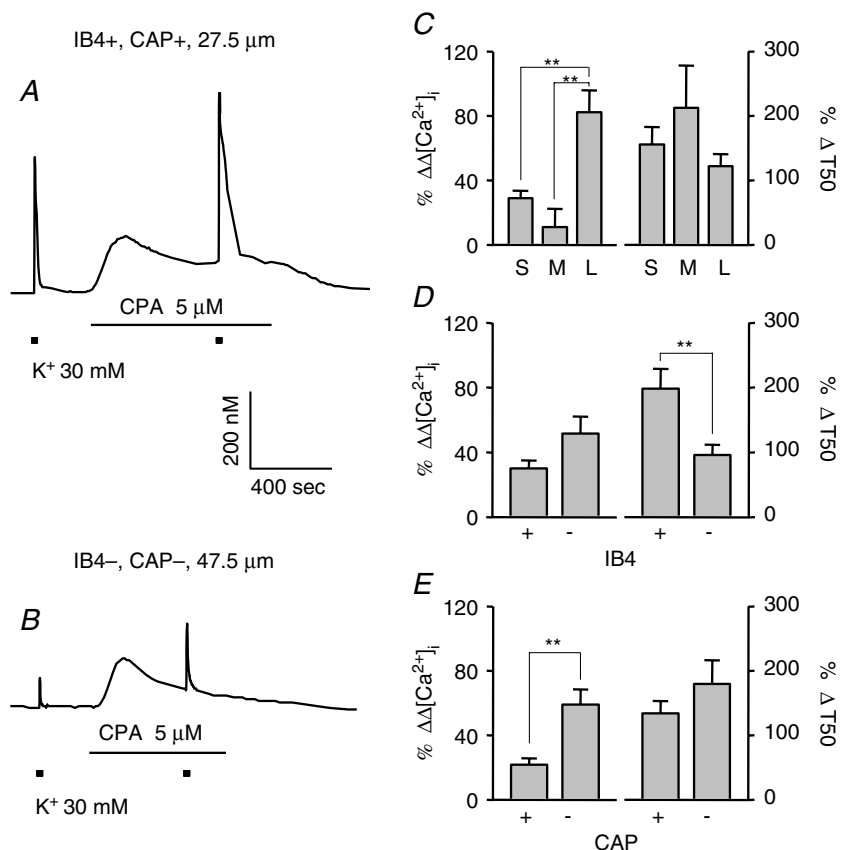 IB4+, CAP+, 27.5 μm
A
CPA 5 μM
K+ 30 mM
200 nM
400 sec
IB4–, CAP–, 47.5 μm
B
CPA 5 μM
K+ 30 mM
C
% ΔΔ[Ca2+]i
120
80
40
0
**
**
S M L
S M L
300
200
100
0
% Δ T50
D
% ΔΔ[Ca2+]i
120
80
40
0
**
+ -
+ -
IB4
300
200
100
0
% Δ T50
E
% ΔΔ[Ca2+]i
120
80
40
0
**
+ -
+ -
CAP
300
200
100
0
% Δ T50